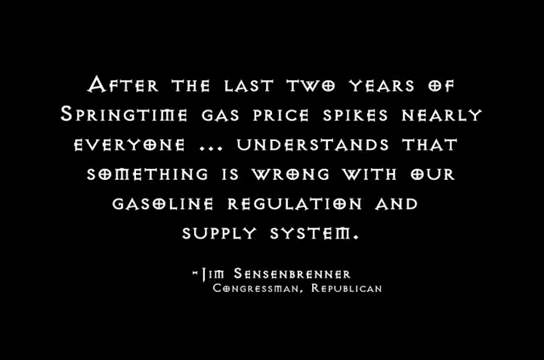 After the last two years of
Springtime gas price spikes nearly
everyone ... understands that
something is wrong with our
gasoline regulation and
supply system.
-Jim Sensenbrenner
Congressman, Republican